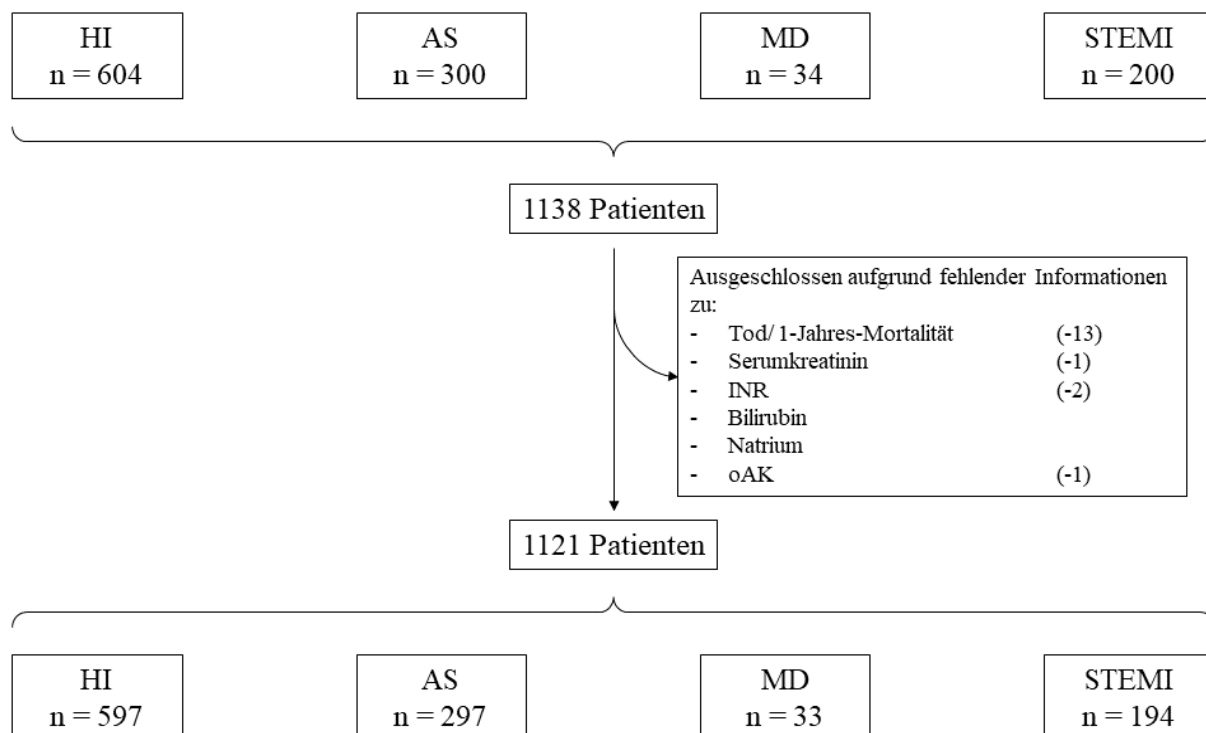 HI
n = 604
AS
n = 300
MD
n = 34
STEMI
n = 200
1138 Patienten
Ausgeschlossen aufgrund fehlender Informationen
zu:
- Tod/ 1-Jahres-Mortalität (-13)
- Serumkreatinin (-1)
- INR (-2)
- Bilirubin
- Natrium
- oAK (-1)
1121 Patienten
HI
n = 597
AS
n = 297
MD
n = 33
STEMI
n = 194